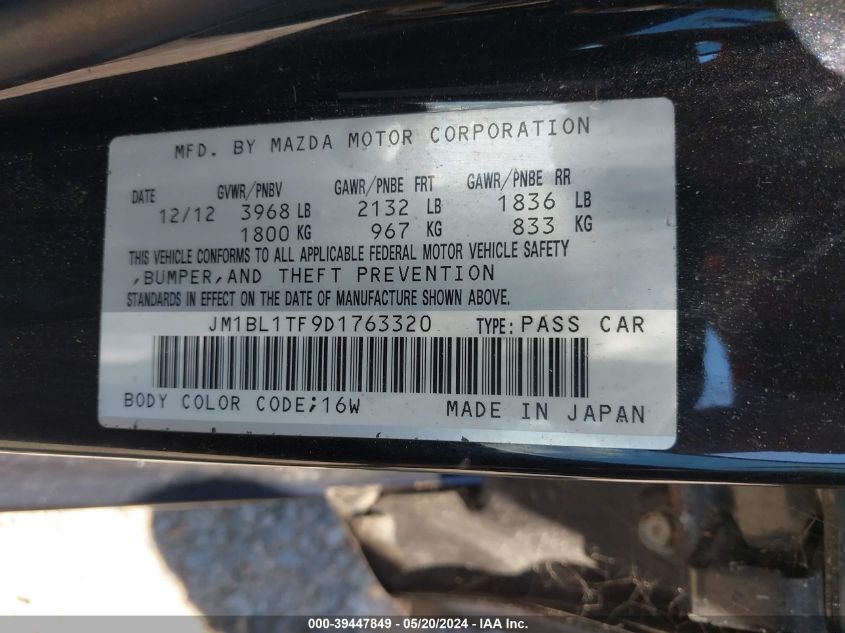 MFD. BY MAZDA MOTOR CORPORATION
DATE GVWR/PNBV GAWR/PNBE FRT GAWR/PNBE RR
12/12 3968 LB 2132 LB 1836 LB
1800 KG 967 KG 833 KG
THIS VEHICLE CONFORMS TO ALL APPLICABLE FEDERAL MOTOR VEHICLE SAFETY
,BUMPER,AND THEFT PREVENTION
STANDARDS IN EFFECT ON THE DATE OF MANUFACTURE SHOWN ABOVE.
JM1BL1TF9D1763320 TYPE: PASS CAR
BODY COLOR CODE;16W MADE IN JAPAN
000-39447849 - 05/20/2024 - IAA Inc.